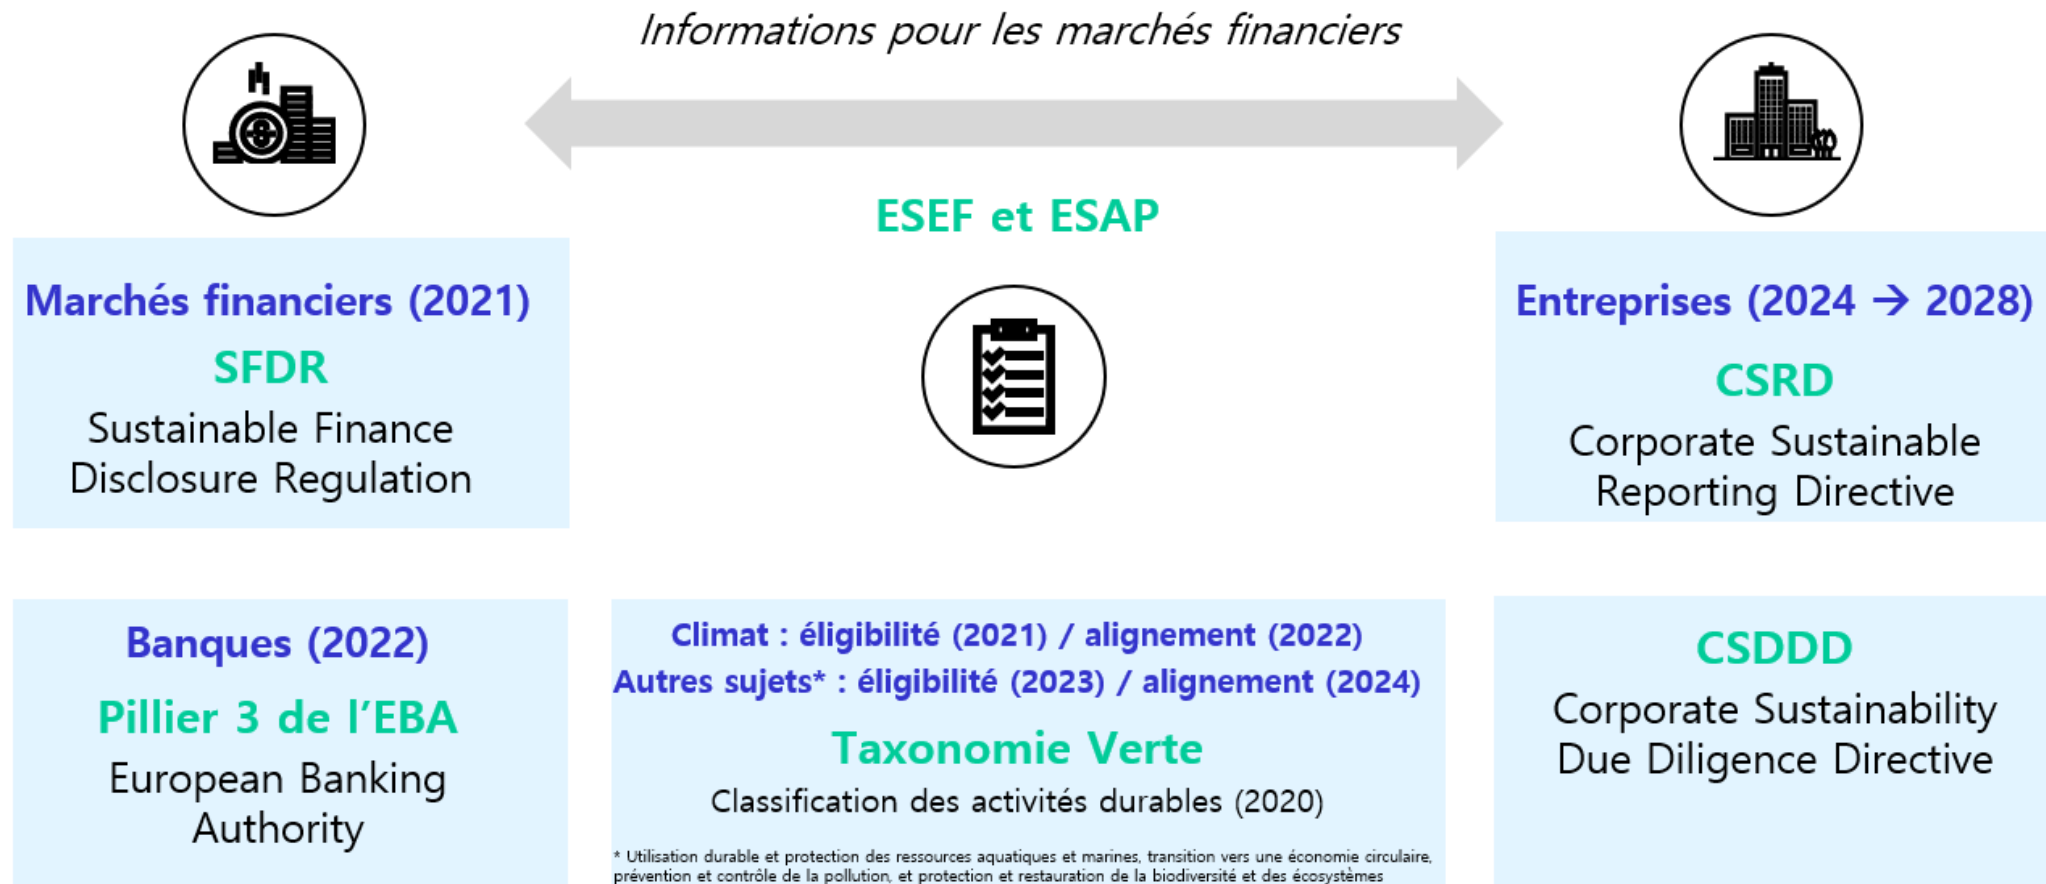 Informations pour les marchés financiers
ESEF et ESAP
Marchés financiers (2021)
SFDR
Sustainable Finance
Disclosure Regulation
Entreprises (2024 → 2028)
CSRD
Corporate Sustainable
Reporting Directive
Banques (2022)
Pillier 3 de l’EBA
European Banking
Authority
Climat : éligibilité (2021) / alignement (2022)
Autres sujets* : éligibilité (2023) / alignement (2024)
Taxonomie Verte
Classification des activités durables (2020)
* Utilisation durable et protection des ressources aquatiques et marines, transition vers une économie circulaire,
prévention et contrôle de la pollution, et protection et restauration de la biodiversité et des écosystèmes
CSDDD
Corporate Sustainability
Due Diligence Directive